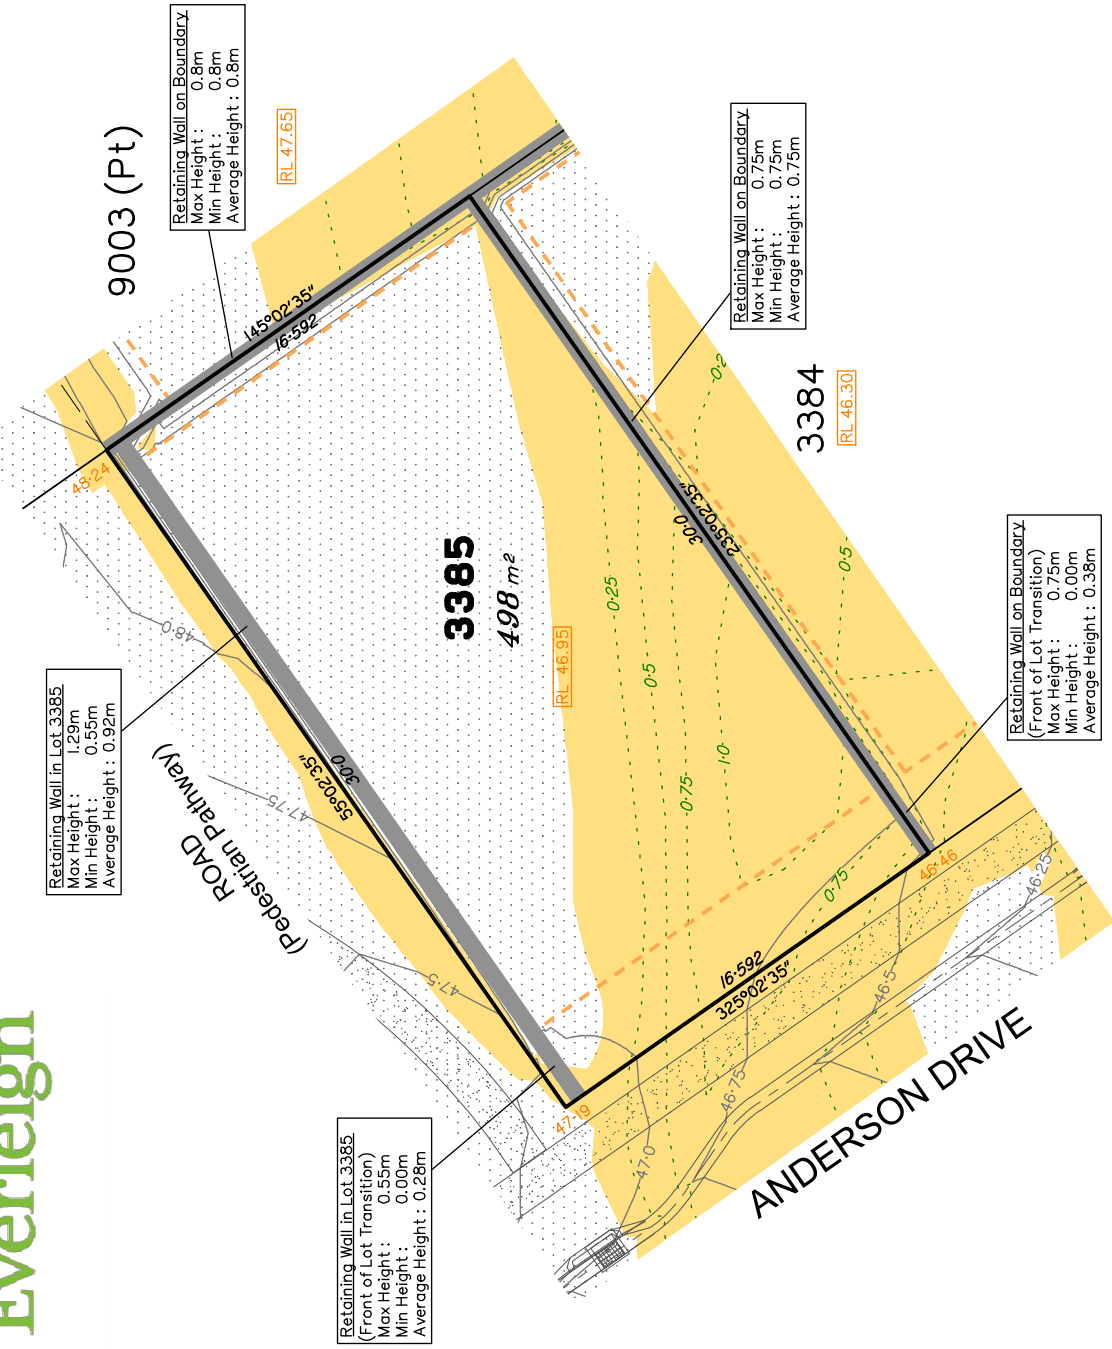 Everleigh
Retaining Wall on Boundary
Max Height : 0.8m
Min Height : 0.8m
Average Height : 0.8m
9003 (Pt)
RL 47.65
145°02'35"
16·592
48·24
Retaining Wall on Boundary
Max Height : 0.75m
Min Height : 0.75m
Average Height : 0.75m
3384
RL 46.30
0·2
0·5
48·0
Retaining Wall in Lot 3385
Max Height : 1.29m
Min Height : 0.55m
Average Height : 0.92m
ROAD
(Pedestrian Pathway)
47·75
47·5
55°02'35"
30·0
3385
498 m²
RL 46.95
0·25
0·5
0·75
1·0
0·75
30·0
235°02'35"
Retaining Wall on Boundary
(Front of Lot Transition)
Max Height : 0.75m
Min Height : 0.00m
Average Height : 0.38m
46·46
46·25
16·592
325°02'35"
46·5
46·75
47·0
47·19
Retaining Wall in Lot 3385
(Front of Lot Transition)
Max Height : 0.55m
Min Height : 0.00m
Average Height : 0.28m
ANDERSON DRIVE